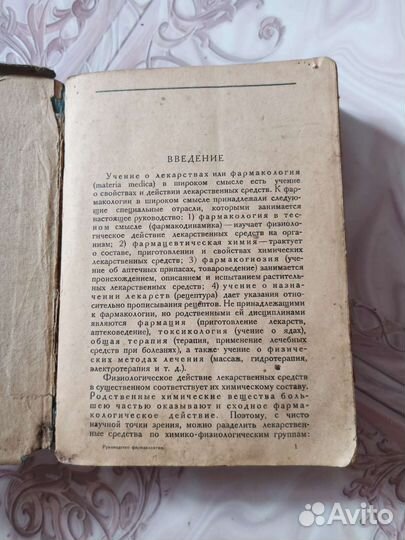 ВВЕДЕНИЕ
Учение о лекарствах или фармакология
(materia medica) в широком смысле есть учение
о свойствах и действии лекарственных средств. К фар-
макологии в широком смысле принадлежали следую-
щие специальные отрасли, которыми занимается
настоящее руководство: 1) фармакология в тес-
ном смысле (фармакодинамика)—изучает физиоло-
гическое действие лекарственных средств на орга-
низм; 2) фармацевтическая химия—трактует
о составе, приготовлении и свойствах химических
лекарственных средств; 3) фармакогнозия (уче-
ние об аптечных припасах, товароведение) занимается
происхождением, описанием и испытанием раститель-
ных лекарственных средств; 4) учение о назна-
чении лекарств (рецептура) дает указания отно-
сительно прописывания рецептов. Не принадлежащими
к фармакологии, но родственными ей дисциплинами
являются фармация (приготовление лекарств,
аптековедение), токсикология (учение о ядах),
общая терапия (терапия, применение лечебных
средств при болезнях), а также учение о физиче-
ских методах лечения (массаж, гидротерапия,
электротерапия и т. д.).
Физиологическое действие лекарственных средств
в существенном соответствует их химическому составу.
Родственные химические вещества боль-
шею частью оказывают и сходное фарма-
кологическое действие. Поэтому, с чисто
научной точки зрения, можно разделить лекарствен-
ные средства по химико-физиологическим группам:
Руководство фармакологии. 1
Avito